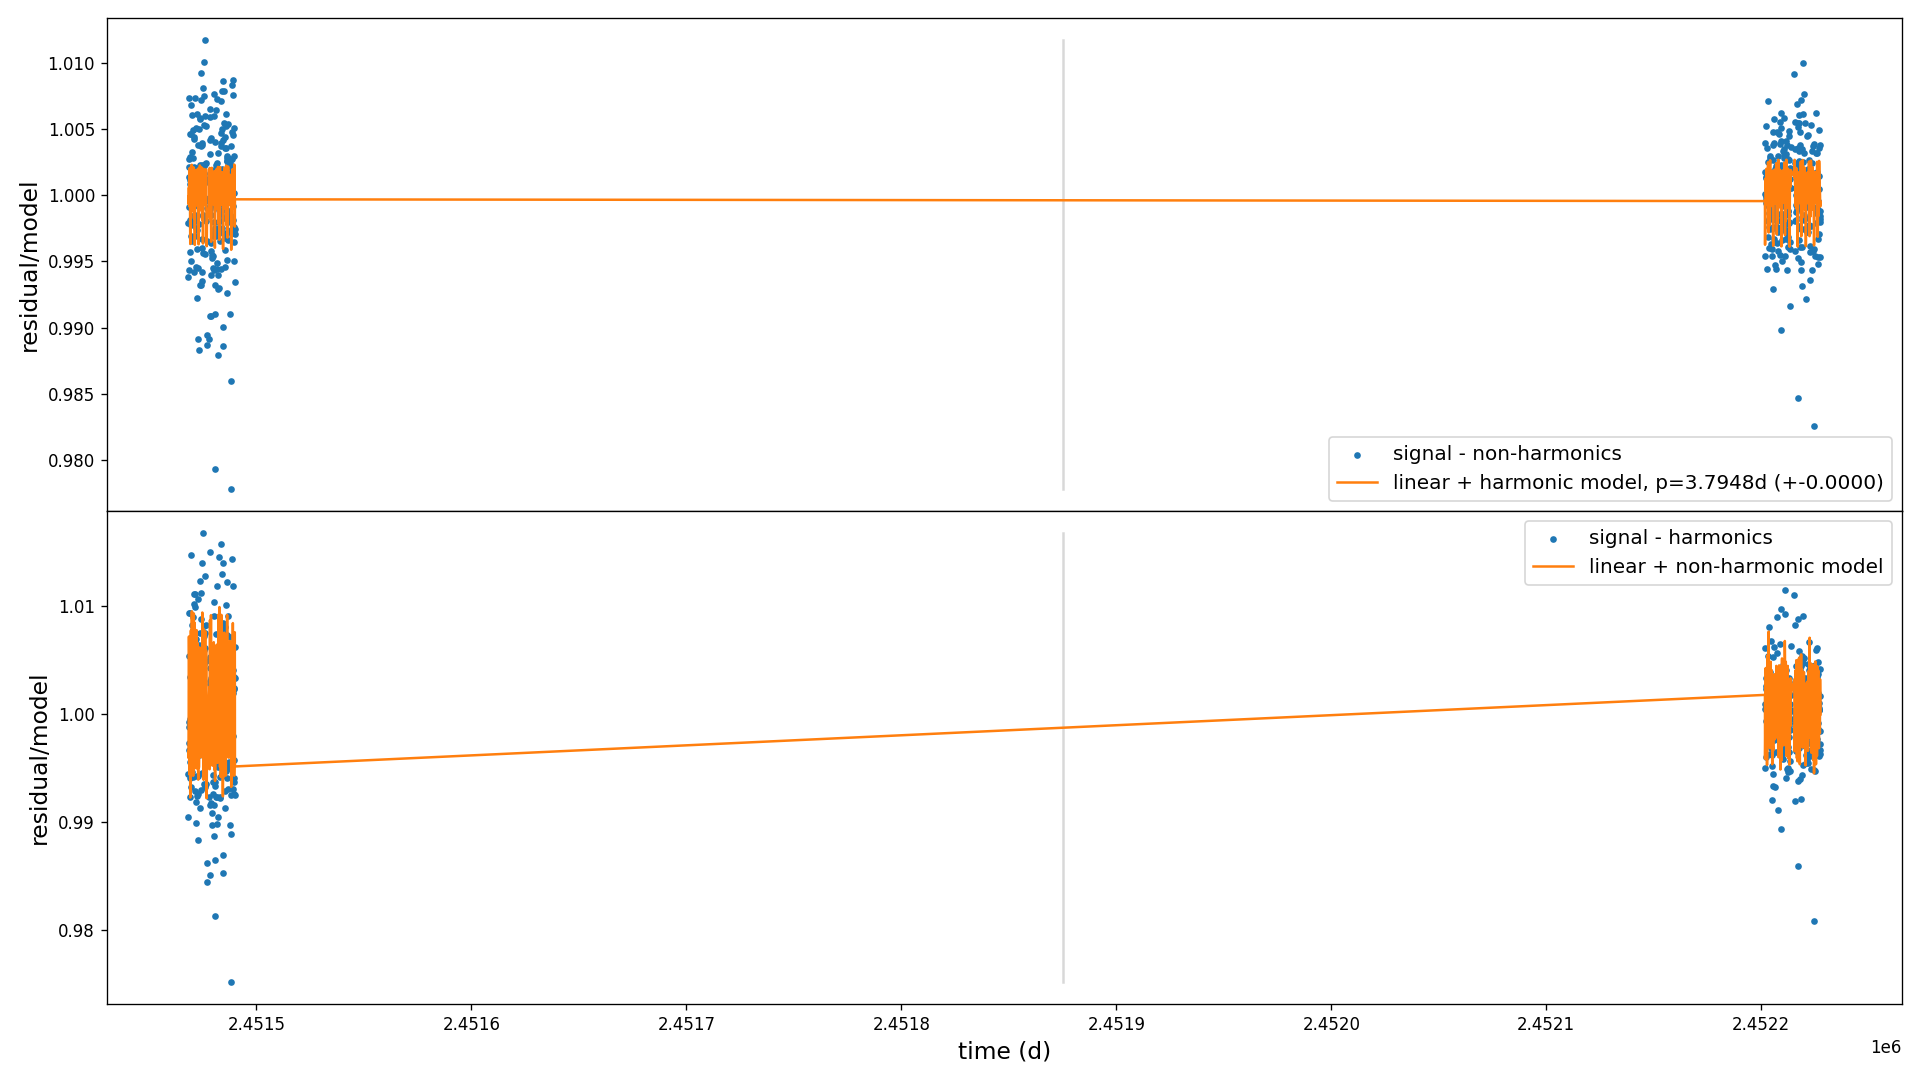 residual/model
1.010
1.005
1.000
0.995
0.990
0.985
0.980
signal - non-harmonics
linear + harmonic model, p=3.7948d (+-0.0000)
residual/model
1.01
1.00
0.99
0.98
signal - harmonics
linear + non-harmonic model
2.4515 2.4516 2.4517 2.4518 2.4519 2.4520 2.4521 2.4522
1e6
time (d)